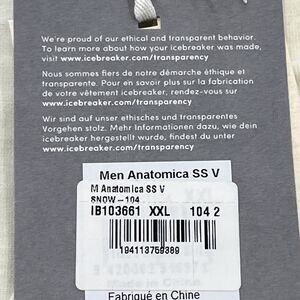 We're proud of our ethical and transparent behavior.
To learn more about how your icebreaker was made,
visit www.icebreaker.com/transparency
Nous sommes fiers de notre démarche éthique et
transparente. Pour en savoir plus sur la fabrication
de votre vêtement icebreaker, rendez-vous sur
www.icebreaker.com/transparency
Wir sind auf unser ethisches und transparentes
Vorgehen stolz. Mehr Informationen dazu, wie dein
icebreaker hergestellt wurde, findest du unter
www.icebreaker.com/transparency
Men Anatomica SS V
M Anatomica SS V
SNOW-104
IB103661 XXL 104 2
194113759389
Fabriqué en Chine